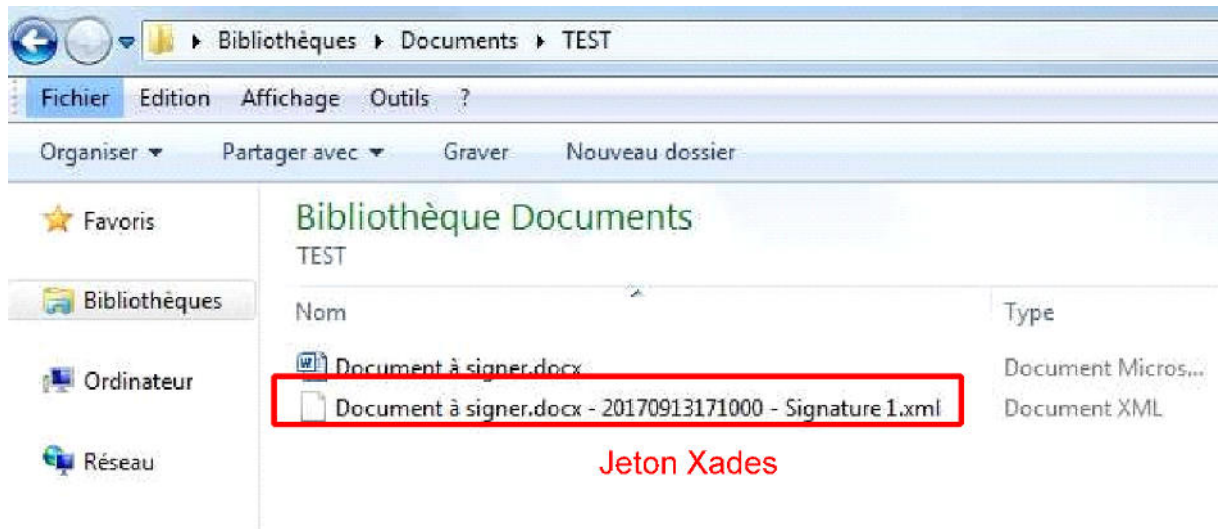 Bibliothèques Documents TEST
Fichier Edition Affichage Outils ?
Organiser Partager avec Graver Nouveau dossier
Favoris
Bibliothèques
Ordinateur
Réseau
Bibliothèque Documents
TEST
Nom Type
Document à signer.docx Document Micros...
Document à signer.docx - 20170913171000 - Signature 1.xml Document XML
Jeton Xades